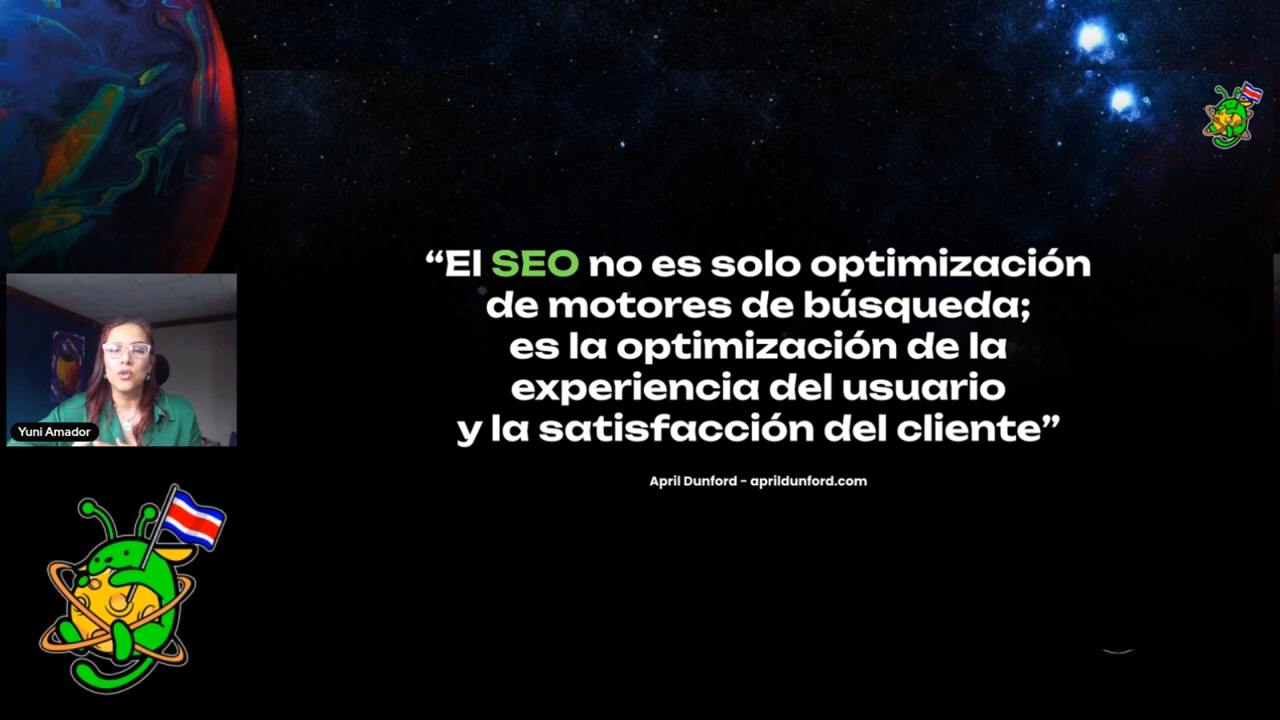 “El SEO no es solo optimización
de motores de búsqueda;
es la optimización de la
experiencia del usuario
y la satisfacción del cliente”
April Dunford - aprildunford.com
Yuni Amador